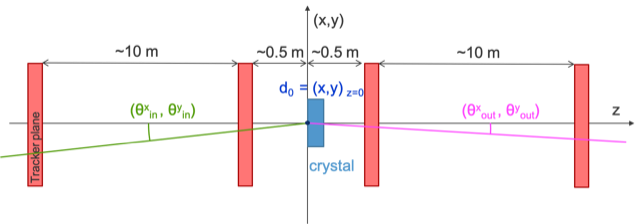 (x,y)
~10 m
~0.5 m
~0.5 m
~10 m
d₀ = (x,y) z=0
(θˣin , θʸin)
(θˣout , θʸout)
z
Tracker plane
crystal